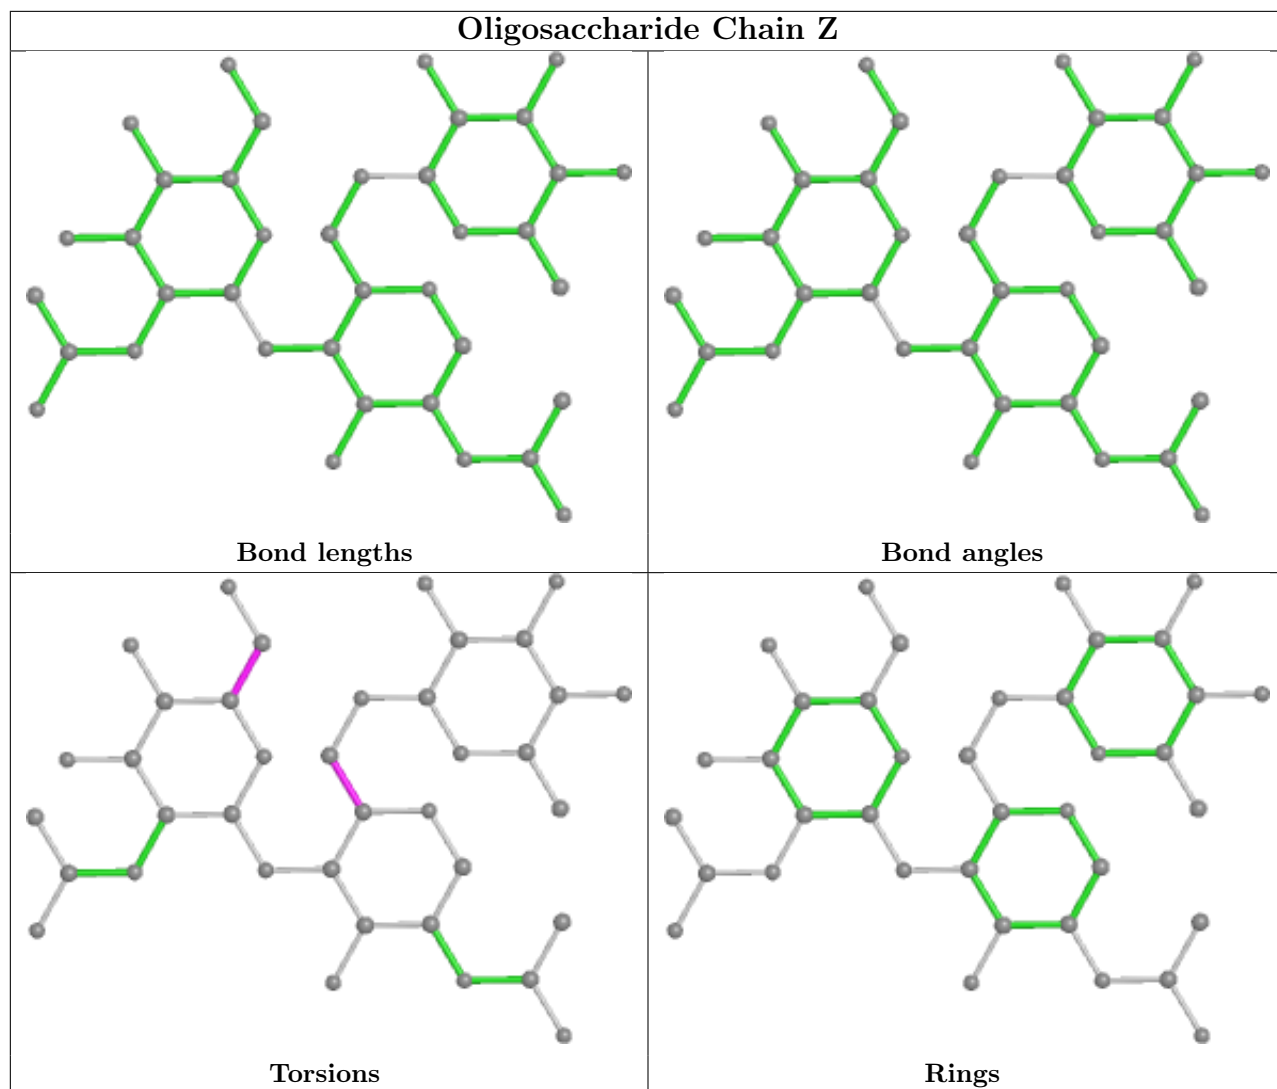 Oligosaccharide Chain Z
Bond lengths
Bond angles
Torsions
Rings